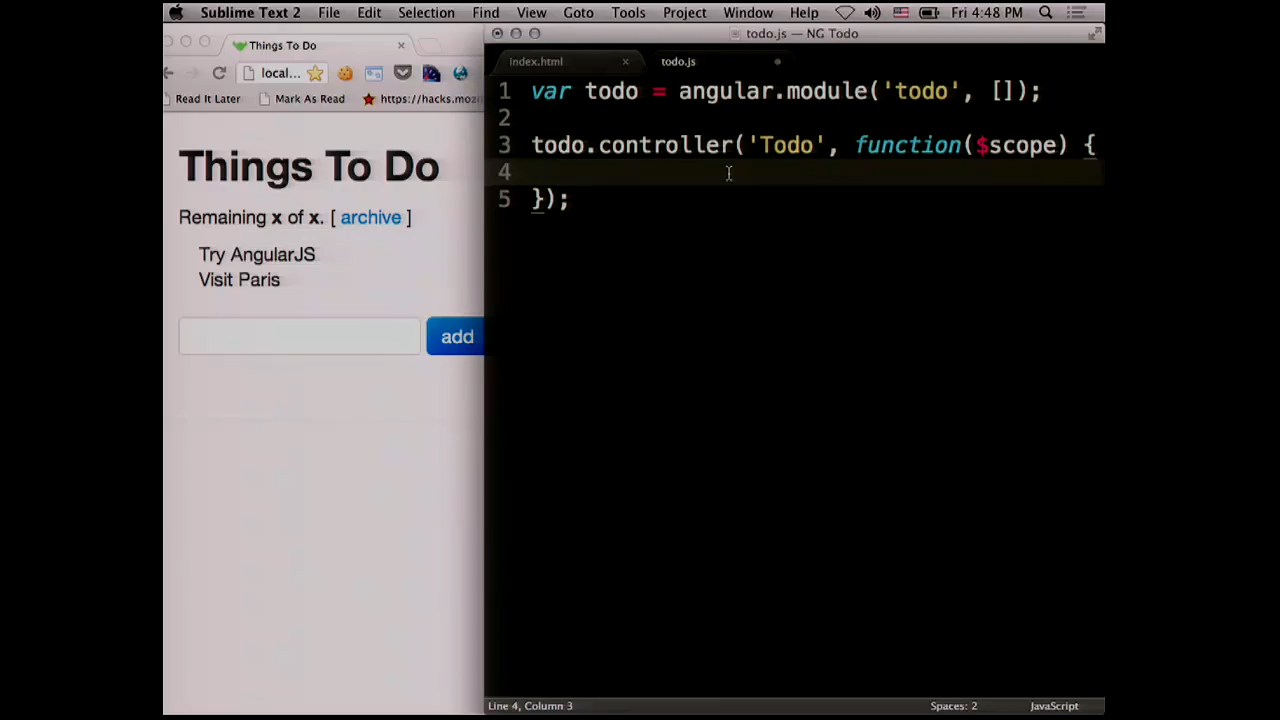 Sublime Text 2 File Edit Selection Find View Goto Tools Project Window Help Fri 4:48 PM
Things To Do
todo.js — NG Todo
index.html
todo.js
local...
Read It Later Mark As Read https://hacks.mozi
Things To Do
Remaining x of x. [ archive ]
Try AngularJS
Visit Paris
add
1 var todo = angular.module('todo', []);
2
3 todo.controller('Todo', function($scope) {
4
5 });
Line 4, Column 3 Spaces: 2 JavaScript